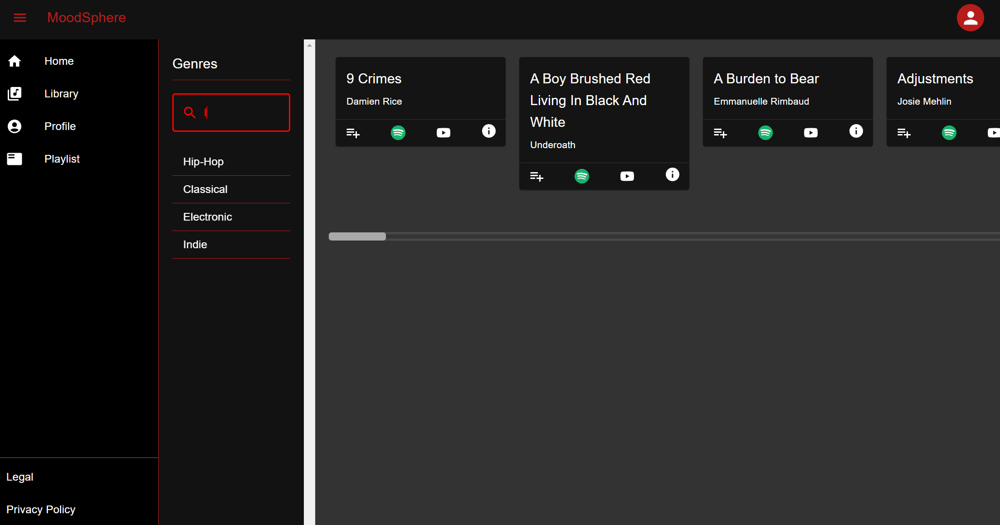 MoodSphere
Home
Library
Profile
Playlist
Legal
Privacy Policy
Genres
l
Hip-Hop
Classical
Electronic
Indie
9 Crimes
Damien Rice
A Boy Brushed Red
Living In Black And
White
Underoath
A Burden to Bear
Emmanuelle Rimbaud
Adjustments
Josie Mehlin